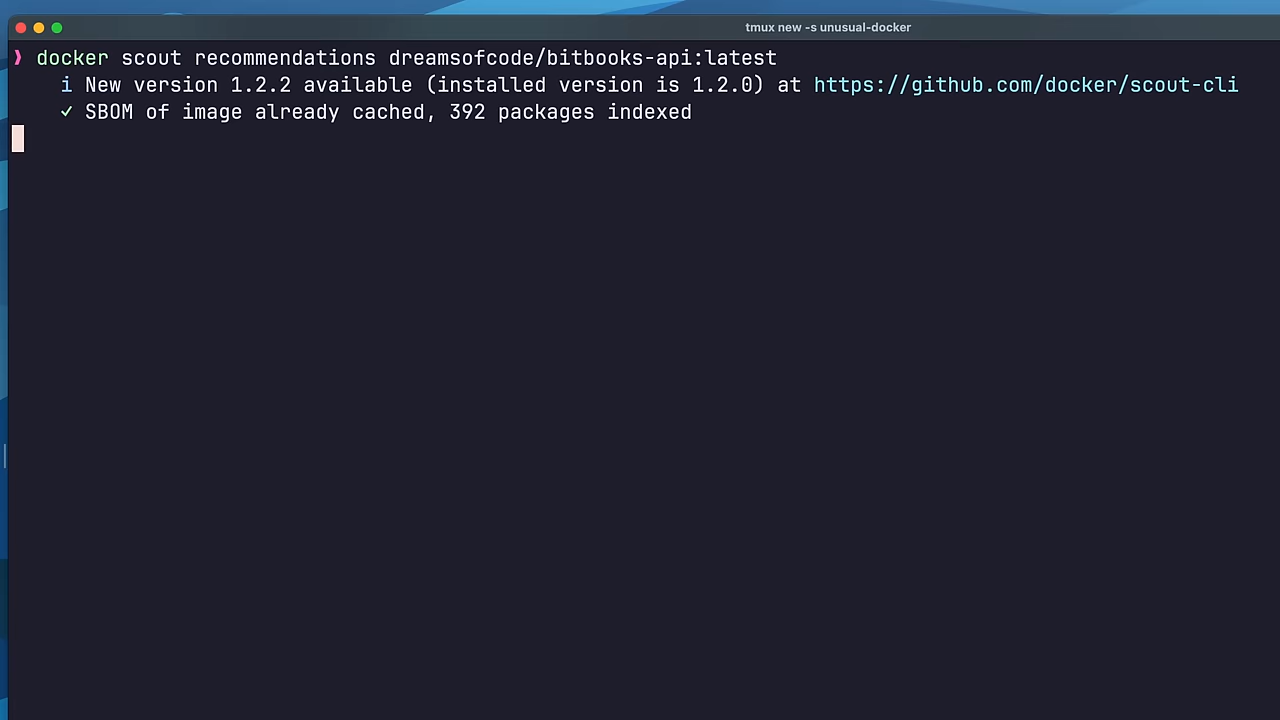 tmux new -s unusual-docker
❯ docker scout recommendations dreamsofcode/bitbooks-api:latest
i New version 1.2.2 available (installed version is 1.2.0) at https://github.com/docker/scout-cli
✓ SBOM of image already cached, 392 packages indexed